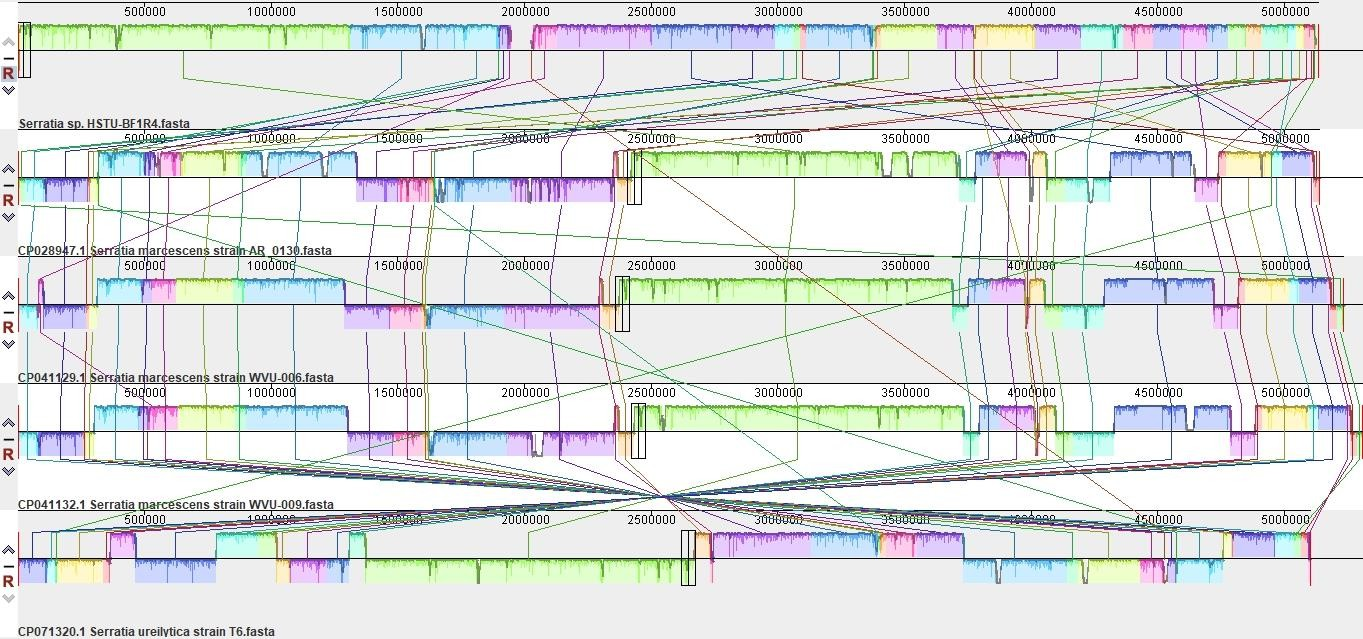 500000 1000000 1500000 2000000 2500000 3000000 3500000 4000000 4500000 5000000
R
Serratia sp. HSTU-BF1R4.fasta
500000 1000000 1500000 2000000 2500000 3000000 3500000 4000000 4500000 5000000
R
CP028947.1 Serratia marcescens strain AR_0130.fasta
500000 1000000 1500000 2000000 2500000 3000000 3500000 4000000 4500000 5000000
R
CP041129.1 Serratia marcescens strain WVU-006.fasta
500000 1000000 1500000 2000000 2500000 3000000 3500000 4000000 4500000 5000000
R
CP041132.1 Serratia marcescens strain WVU-009.fasta
500000 1000000 1500000 2000000 2500000 3000000 3500000 4000000 4500000 5000000
R
CP071320.1 Serratia ureilytica strain T6.fasta